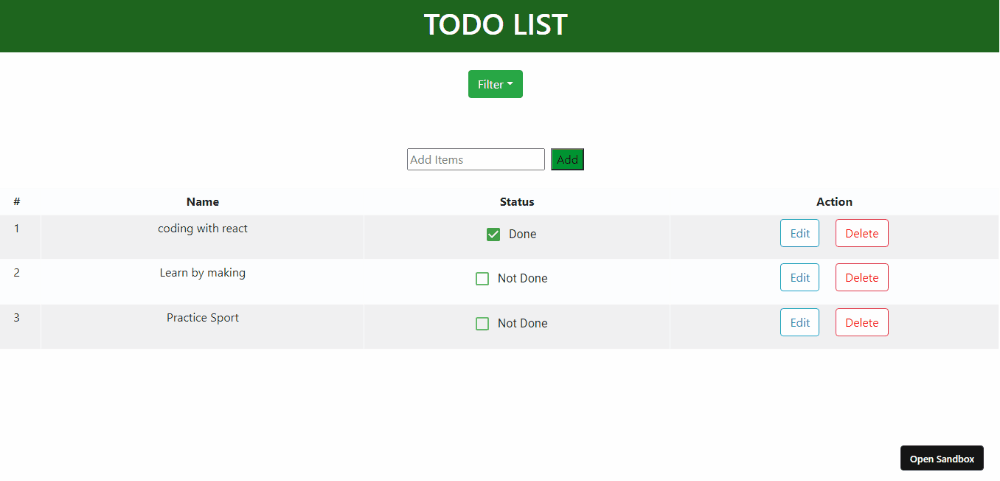 TODO LIST
Filter
Add Items Add
# Name Status Action
1 coding with react Done Edit Delete
2 Learn by making Not Done Edit Delete
3 Practice Sport Not Done Edit Delete
Open Sandbox